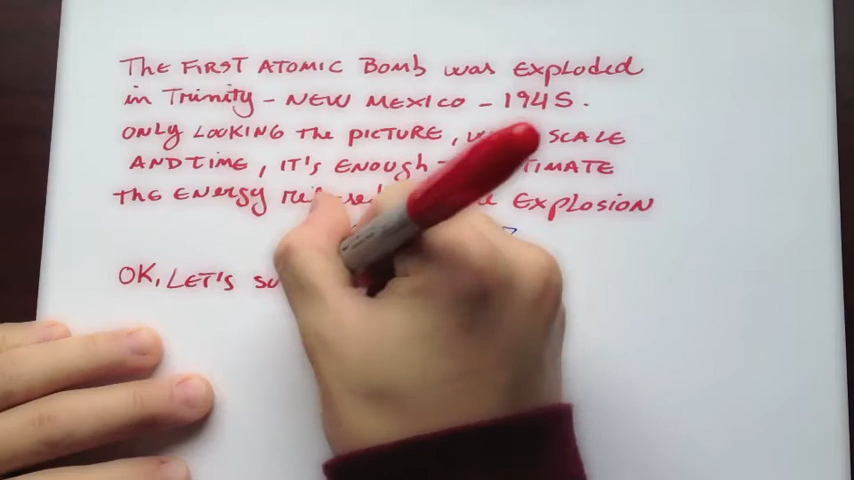 The FIRST ATOMIC Bomb was exploded
in Trinity - NEW MEXICO - 1945.
ONLY LOOKING the PICTURE, SCALE
AND TIME, IT'S ENOUGH
the ENERGY EXPLOSION
OK, LET'S